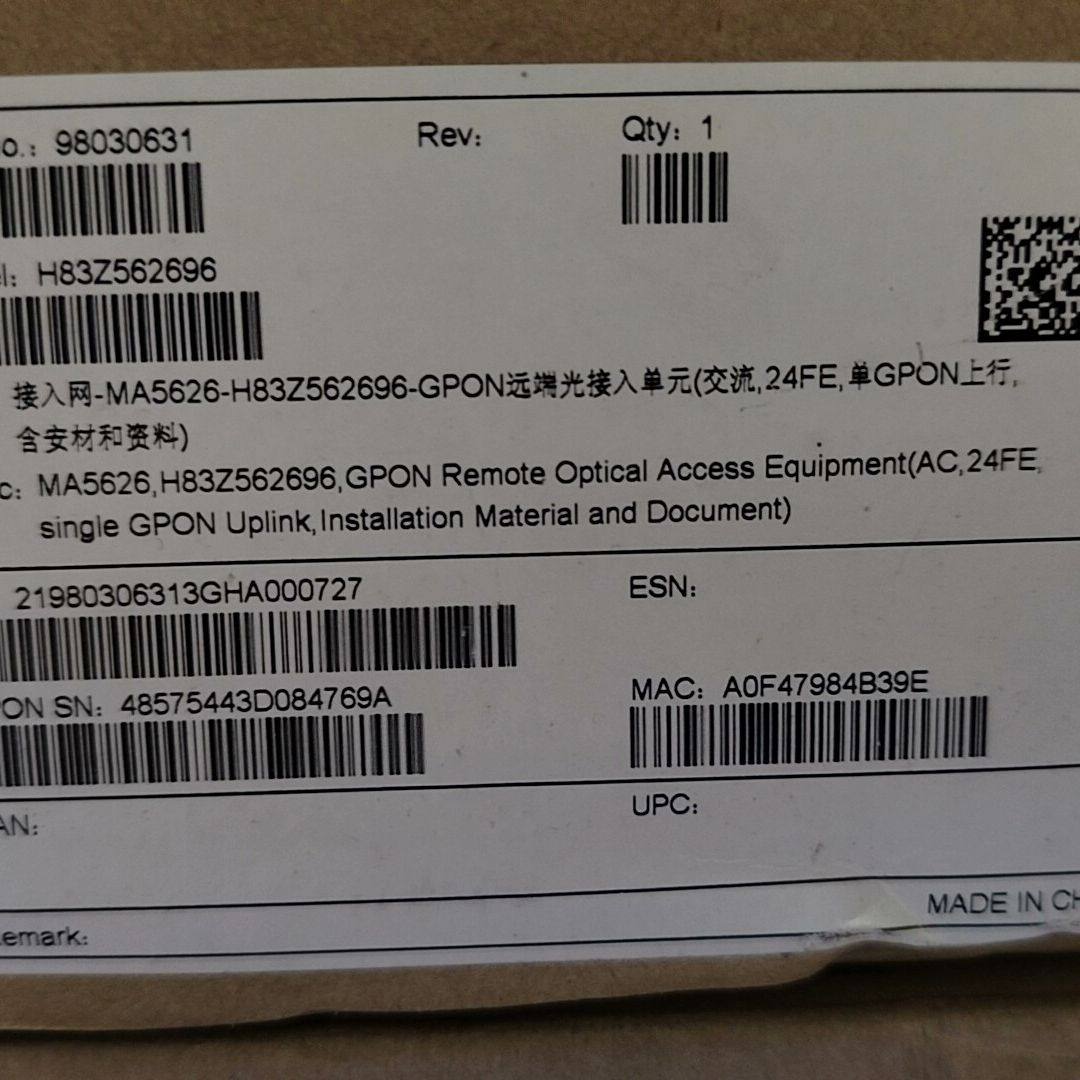 o.: 98030631 Rev: Qty: 1
el: H83Z562696
接入网-MA5626-H83Z562696-GPON远端光接入单元(交流,24FE,单GPON上行,
含安材和资料)
c: MA5626,H83Z562696,GPON Remote Optical Access Equipment(AC,24FE,
single GPON Uplink,Installation Material and Document)
21980306313GHA000727 ESN:
PON SN: 48575443D084769A MAC: A0F47984B39E
AN: UPC:
MADE IN CH
emark: